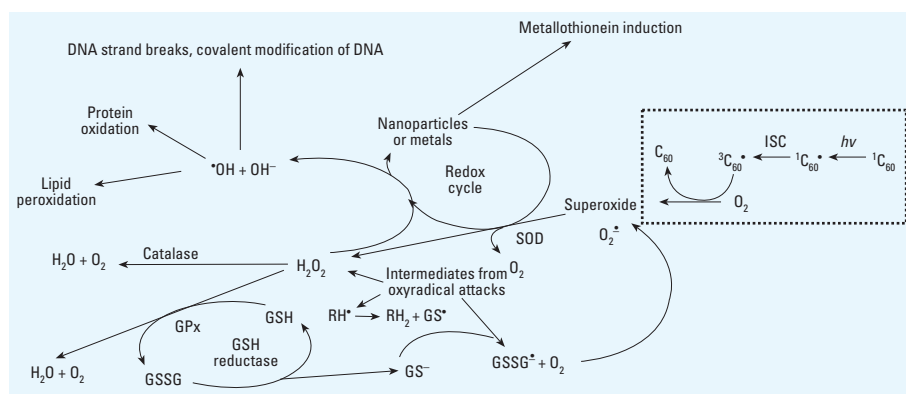 Metallothionein induction
DNA strand breaks, covalent modification of DNA
Protein
oxidation
Nanoparticles
or metals
•OH + OH⁻
Redox
cycle
Lipid
peroxidation
C₆₀
³C₆₀•
ISC
¹C₆₀•
hv
¹C₆₀
O₂
Superoxide
O₂•⁻
SOD
O₂
H₂O + O₂
Catalase
H₂O₂
Intermediates from
oxyradical attacks
RH•
RH₂ + GS•
GPx
GSH
GSH
reductase
H₂O + O₂
GSSG
GS⁻
GSSG•⁻ + O₂